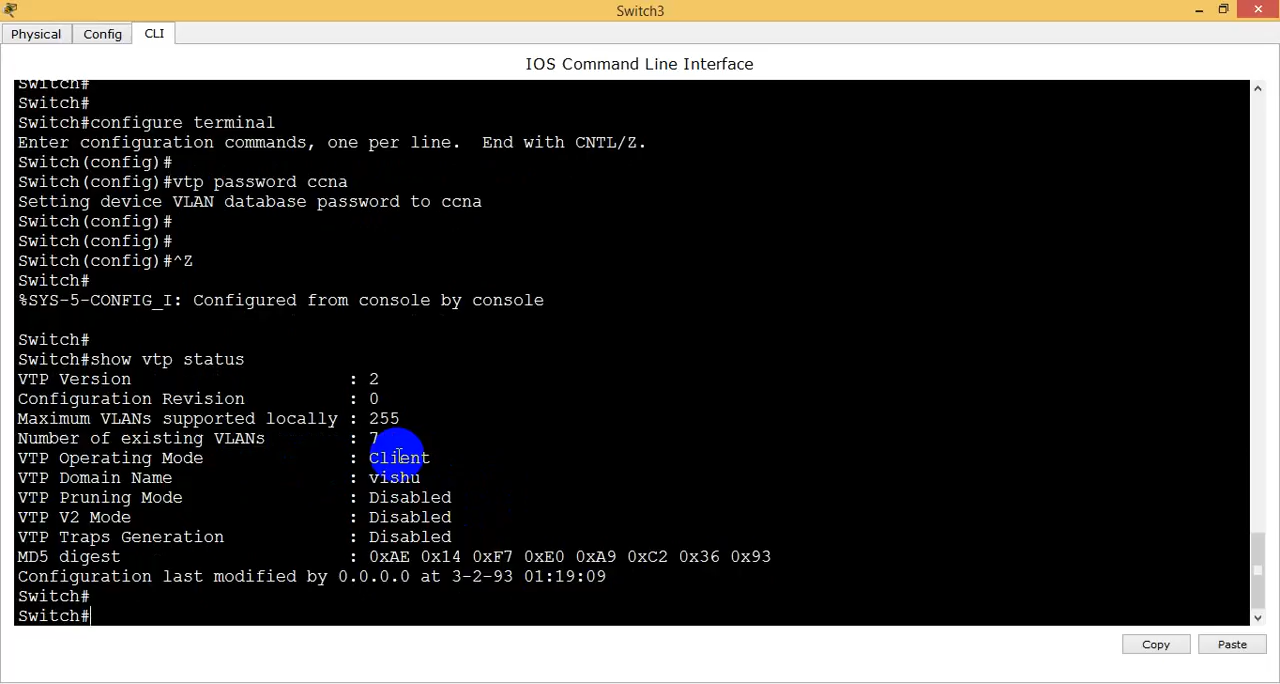 Switch3
Physical Config CLI
IOS Command Line Interface
Switch#
Switch#
Switch#configure terminal
Enter configuration commands, one per line.  End with CNTL/Z.
Switch(config)#
Switch(config)#vtp password ccna
Setting device VLAN database password to ccna
Switch(config)#
Switch(config)#
Switch(config)#^Z
Switch#
%SYS-5-CONFIG_I: Configured from console by console
Switch#
Switch#show vtp status
VTP Version                     : 2
Configuration Revision          : 0
Maximum VLANs supported locally : 255
Number of existing VLANs        : 7
VTP Operating Mode              : Client
VTP Domain Name                 : vishu
VTP Pruning Mode                : Disabled
VTP V2 Mode                     : Disabled
VTP Traps Generation            : Disabled
MD5 digest                      : 0xAE 0x14 0xF7 0xE0 0xA9 0xC2 0x36 0x93
Configuration last modified by 0.0.0.0 at 3-2-93 01:19:09
Switch#
Switch#
Copy Paste